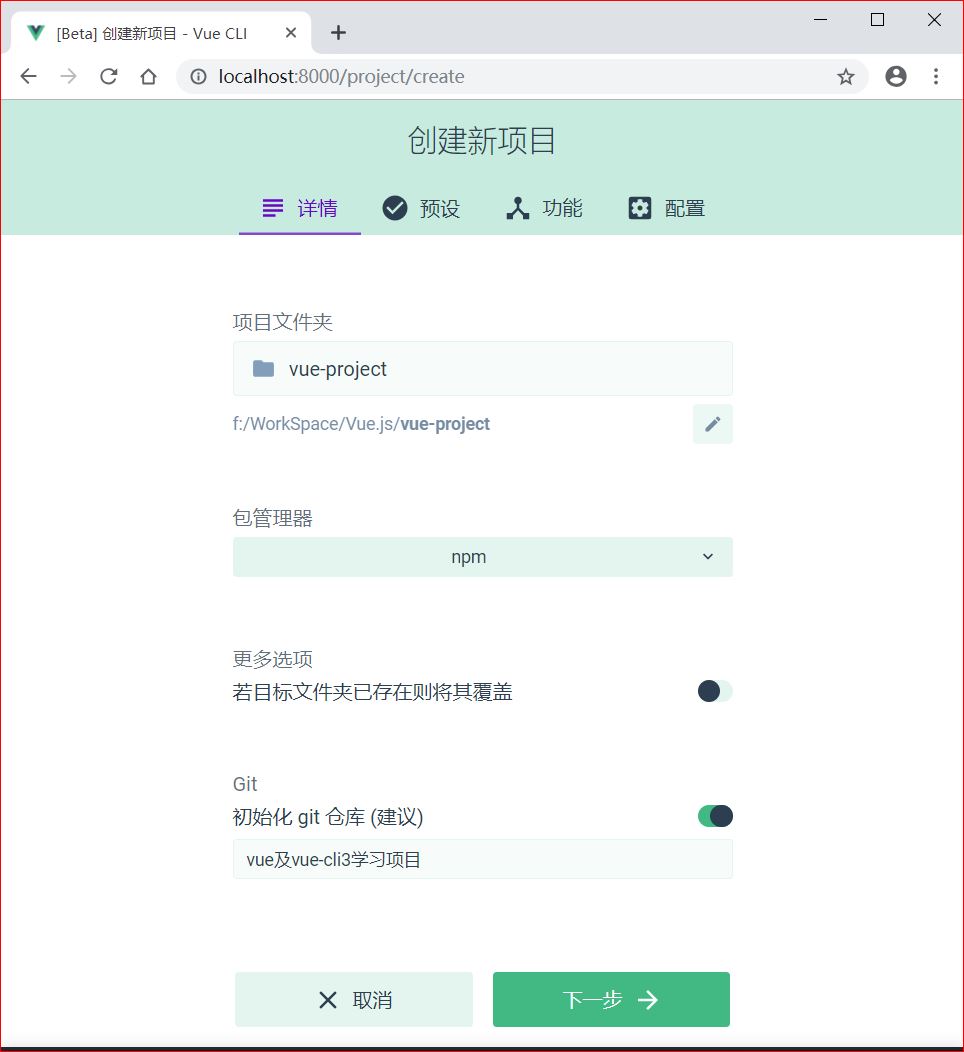 [Beta] 创建新项目 - Vue CLI
localhost:8000/project/create
创建新项目
详情 预设 功能 配置
项目文件夹
vue-project
f:/WorkSpace/Vue.js/vue-project
包管理器
npm
更多选项
若目标文件夹已存在则将其覆盖
Git
初始化 git 仓库 (建议)
vue及vue-cli3学习项目
取消 下一步